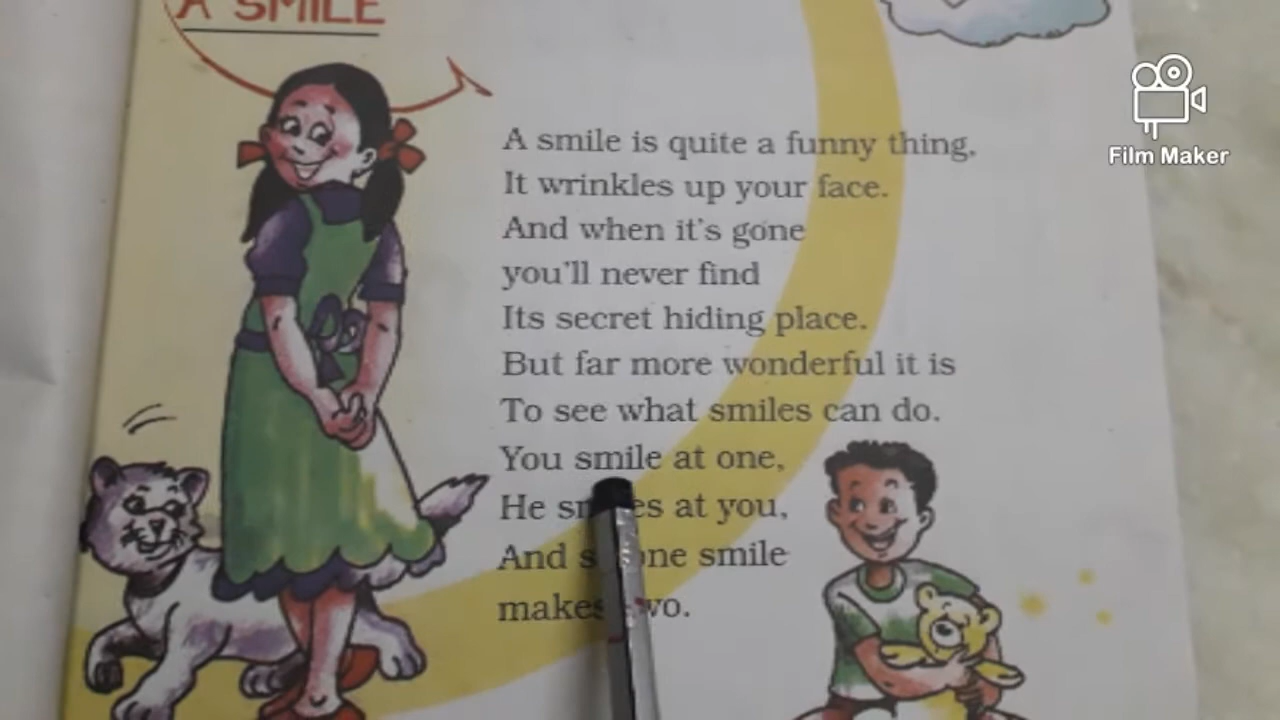 A SMILE
Film Maker
A smile is quite a funny thing,
It wrinkles up your face.
And when it's gone
you'll never find
Its secret hiding place.
But far more wonderful it is
To see what smiles can do.
You smile at one,
He at you,
And one smile
makes